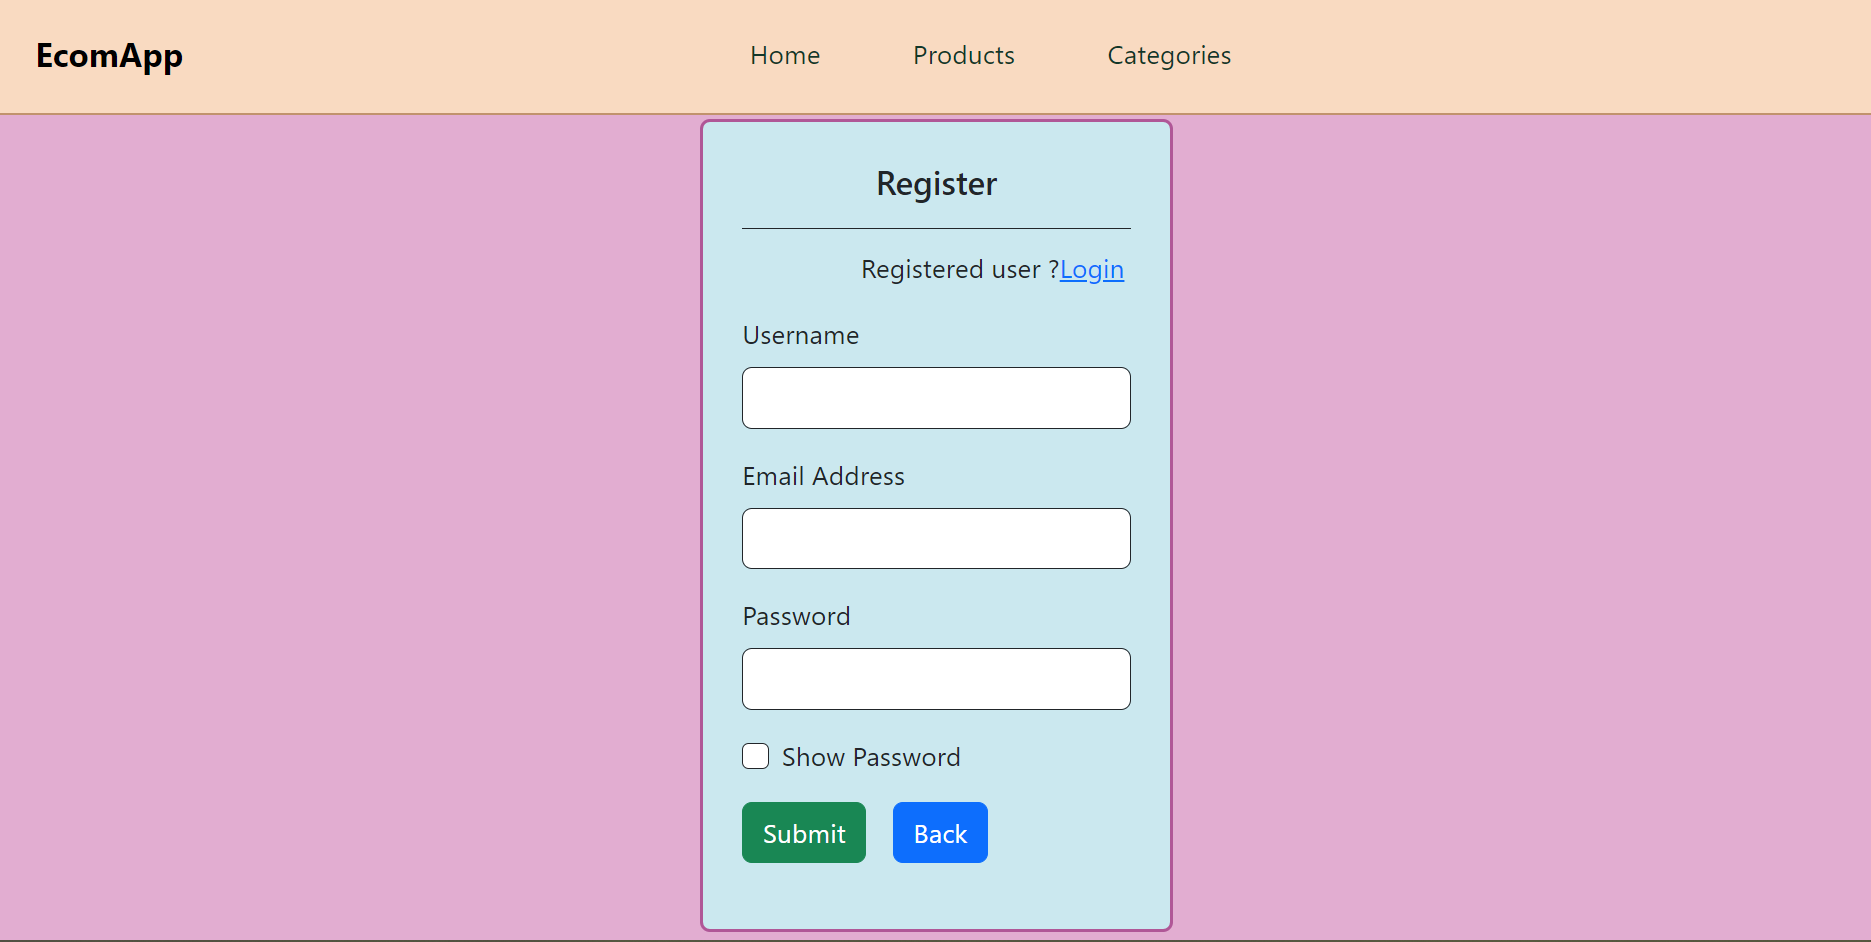 EcomApp Home Products Categories
Register
Registered user ?Login
Username
Email Address
Password
Show Password
Submit Back